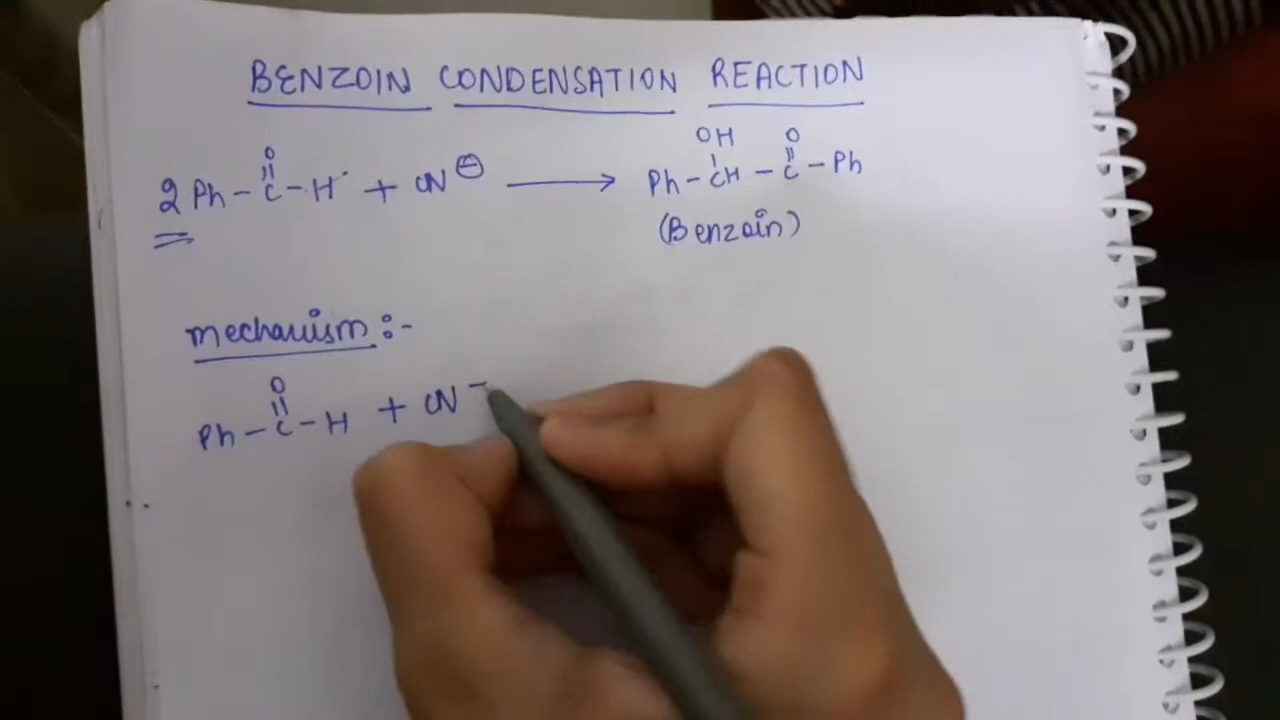 BENZOIN CONDENSATION REACTION
OH O
O ||
|| |
2 Ph - C - H + CN ⊖ ⟶ Ph - CH - C - Ph
(Benzoin)
Mechanism :-
O
||
Ph - C - H + CN -